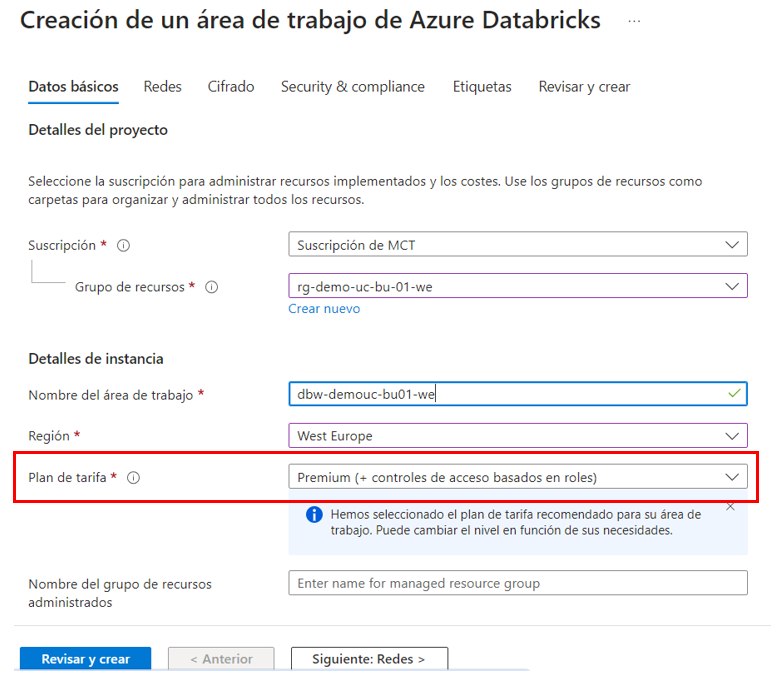 Creación de un área de trabajo de Azure Databricks ...
Datos básicos Redes Cifrado Security & compliance Etiquetas Revisar y crear
Detalles del proyecto
Seleccione la suscripción para administrar recursos implementados y los costes. Use los grupos de recursos como
carpetas para organizar y administrar todos los recursos.
Suscripción * Suscripción de MCT
Grupo de recursos * rg-demo-uc-bu-01-we
Crear nuevo
Detalles de instancia
Nombre del área de trabajo * dbw-demouc-bu01-we
Región * West Europe
Plan de tarifa * Premium (+ controles de acceso basados en roles)
Hemos seleccionado el plan de tarifa recomendado para su área de
trabajo. Puede cambiar el nivel en función de sus necesidades.
Nombre del grupo de recursos
administrados
Enter name for managed resource group
Revisar y crear < Anterior Siguiente: Redes >